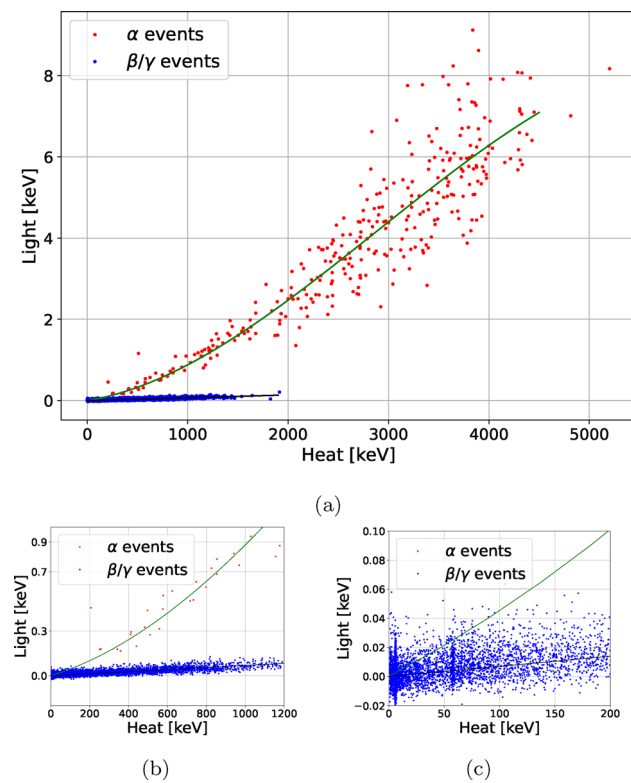 α events
β/γ events
8
6
4
2
0
Light [keV]
0 1000 2000 3000 4000 5000
Heat [keV]
(a)
α events
β/γ events
0.9
0.7
0.3
0.0
Light [keV]
0 200 400 600 800 1000 1200
Heat [keV]
(b)
α events
β/γ events
0.10
0.08
0.06
0.04
0.02
0.00
−0.02
Light [keV]
0 50 100 150 200
Heat [keV]
(c)